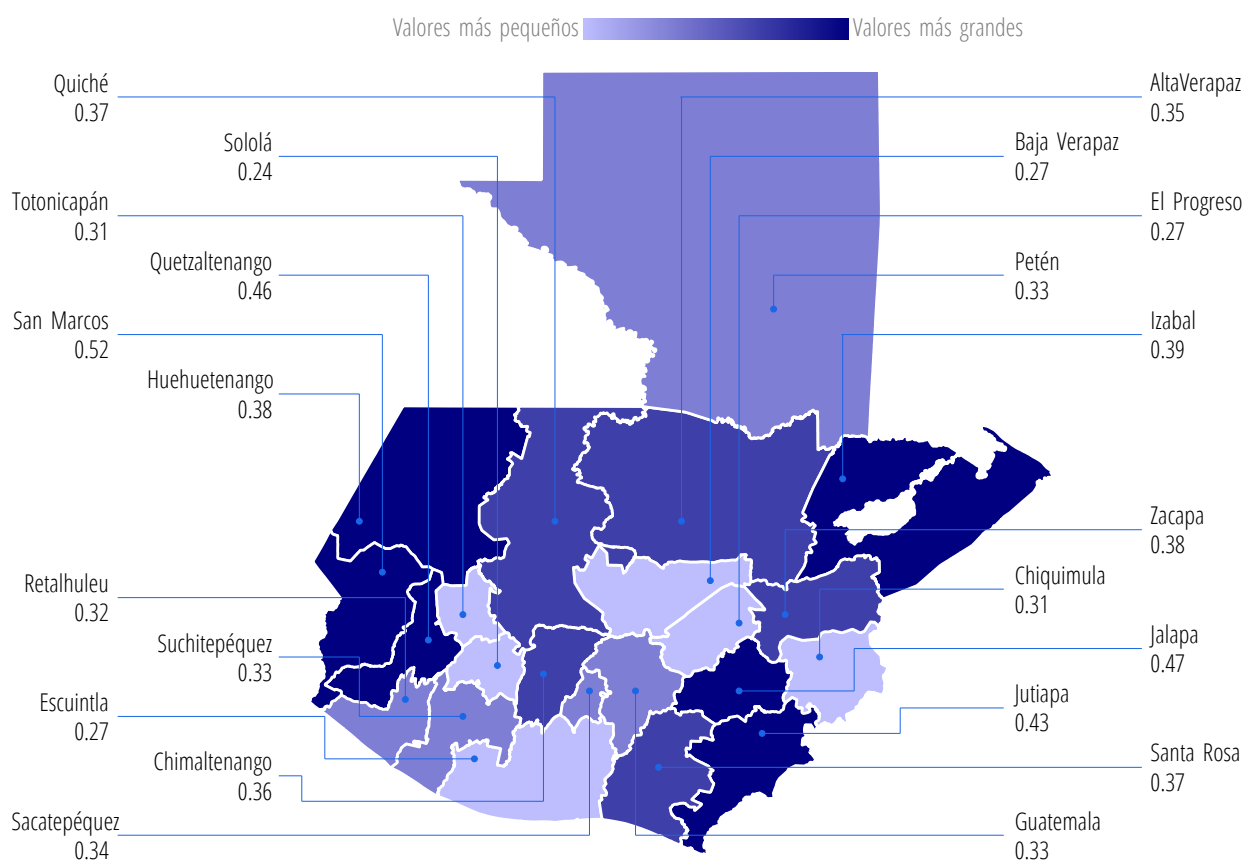 Valores más pequeños
Valores más grandes
Quiché
0.37
Sololá
0.24
Totonicapán
0.31
Quetzaltenango
0.46
San Marcos
0.52
Huehuetenango
0.38
Retalhuleu
0.32
Suchitepéquez
0.33
Escuintla
0.27
Chimaltenango
0.36
Sacatepéquez
0.34
AltaVerapaz
0.35
Baja Verapaz
0.27
El Progreso
0.27
Petén
0.33
Izabal
0.39
Zacapa
0.38
Chiquimula
0.31
Jalapa
0.47
Jutiapa
0.43
Santa Rosa
0.37
Guatemala
0.33